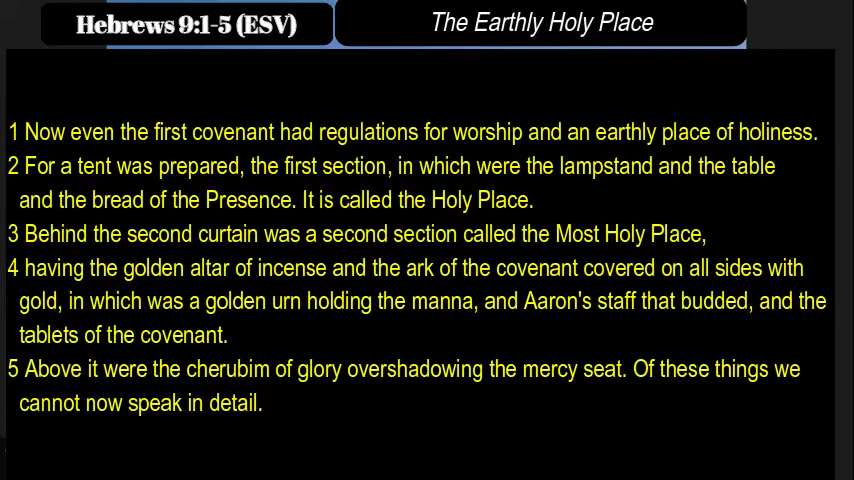 Hebrews 9:1-5 (ESV)
The Earthly Holy Place
1 Now even the first covenant had regulations for worship and an earthly place of holiness.
2 For a tent was prepared, the first section, in which were the lampstand and the table
and the bread of the Presence. It is called the Holy Place.
3 Behind the second curtain was a second section called the Most Holy Place,
4 having the golden altar of incense and the ark of the covenant covered on all sides with
gold, in which was a golden urn holding the manna, and Aaron's staff that budded, and the
tablets of the covenant.
5 Above it were the cherubim of glory overshadowing the mercy seat. Of these things we
cannot now speak in detail.